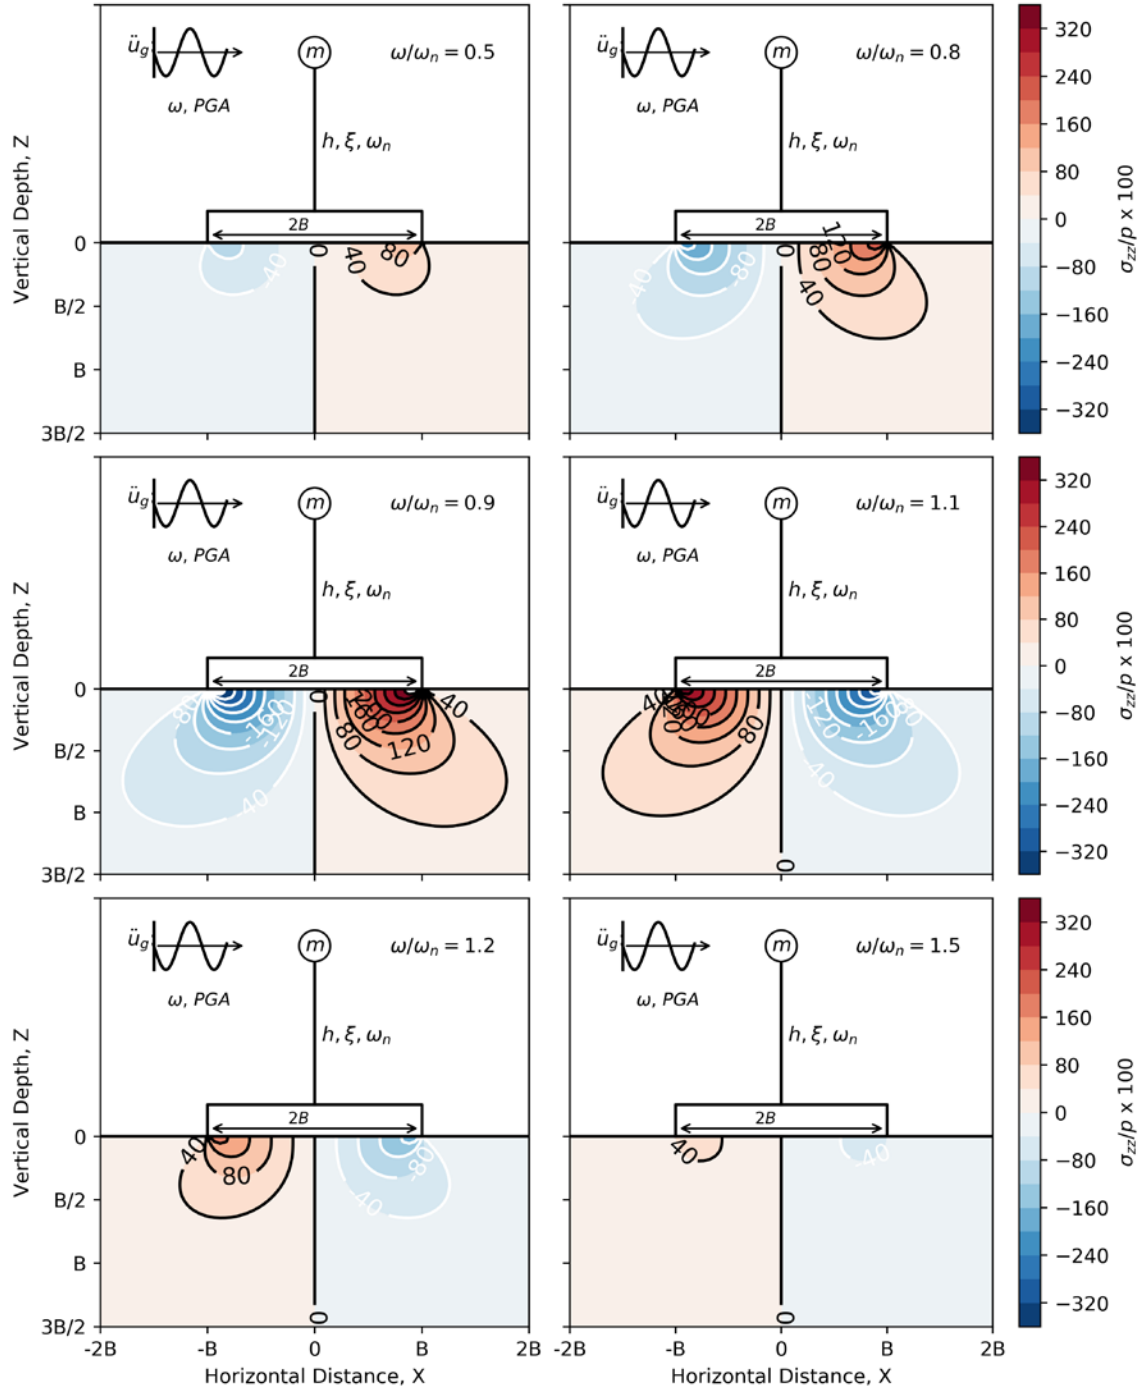 ü_g
m
ω/ω_n = 0.5
ω, PGA
h, ξ, ω_n
2B
0
-40
40
80
Vertical Depth, Z
0
B/2
B
3B/2
ü_g
m
ω/ω_n = 0.8
ω, PGA
h, ξ, ω_n
2B
0
-40
-80
120
80
40
320
240
160
80
0
−80
−160
−240
−320
σ_zz/p x 100
ü_g
m
ω/ω_n = 0.9
ω, PGA
h, ξ, ω_n
2B
0
80
-160
-120
-40
160
80
120
40
Vertical Depth, Z
0
B/2
B
3B/2
ü_g
m
ω/ω_n = 1.1
ω, PGA
h, ξ, ω_n
2B
80
-120
-160
-80
-40
0
320
240
160
80
0
−80
−160
−240
−320
σ_zz/p x 100
ü_g
m
ω/ω_n = 1.2
ω, PGA
h, ξ, ω_n
2B
40
80
-80
-40
0
Vertical Depth, Z
0
B/2
B
3B/2
-2B
-B
0
B
2B
Horizontal Distance, X
ü_g
m
ω/ω_n = 1.5
ω, PGA
h, ξ, ω_n
2B
40
-40
0
-2B
-B
0
B
2B
Horizontal Distance, X
320
240
160
80
0
−80
−160
−240
−320
σ_zz/p x 100